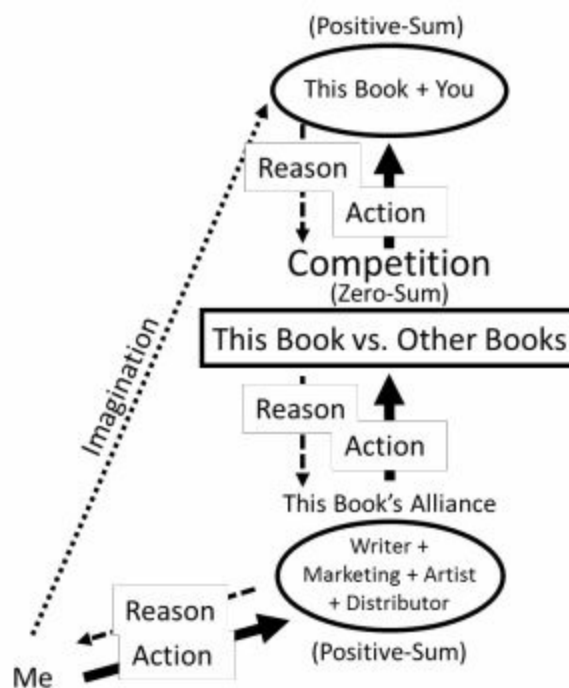 (Positive-Sum)
This Book + You
Reason
Action
Competition
(Zero-Sum)
This Book vs. Other Books
Imagination
Reason
Action
This Book's Alliance
Writer +
Marketing + Artist
+ Distributor
(Positive-Sum)
Reason
Action
Me